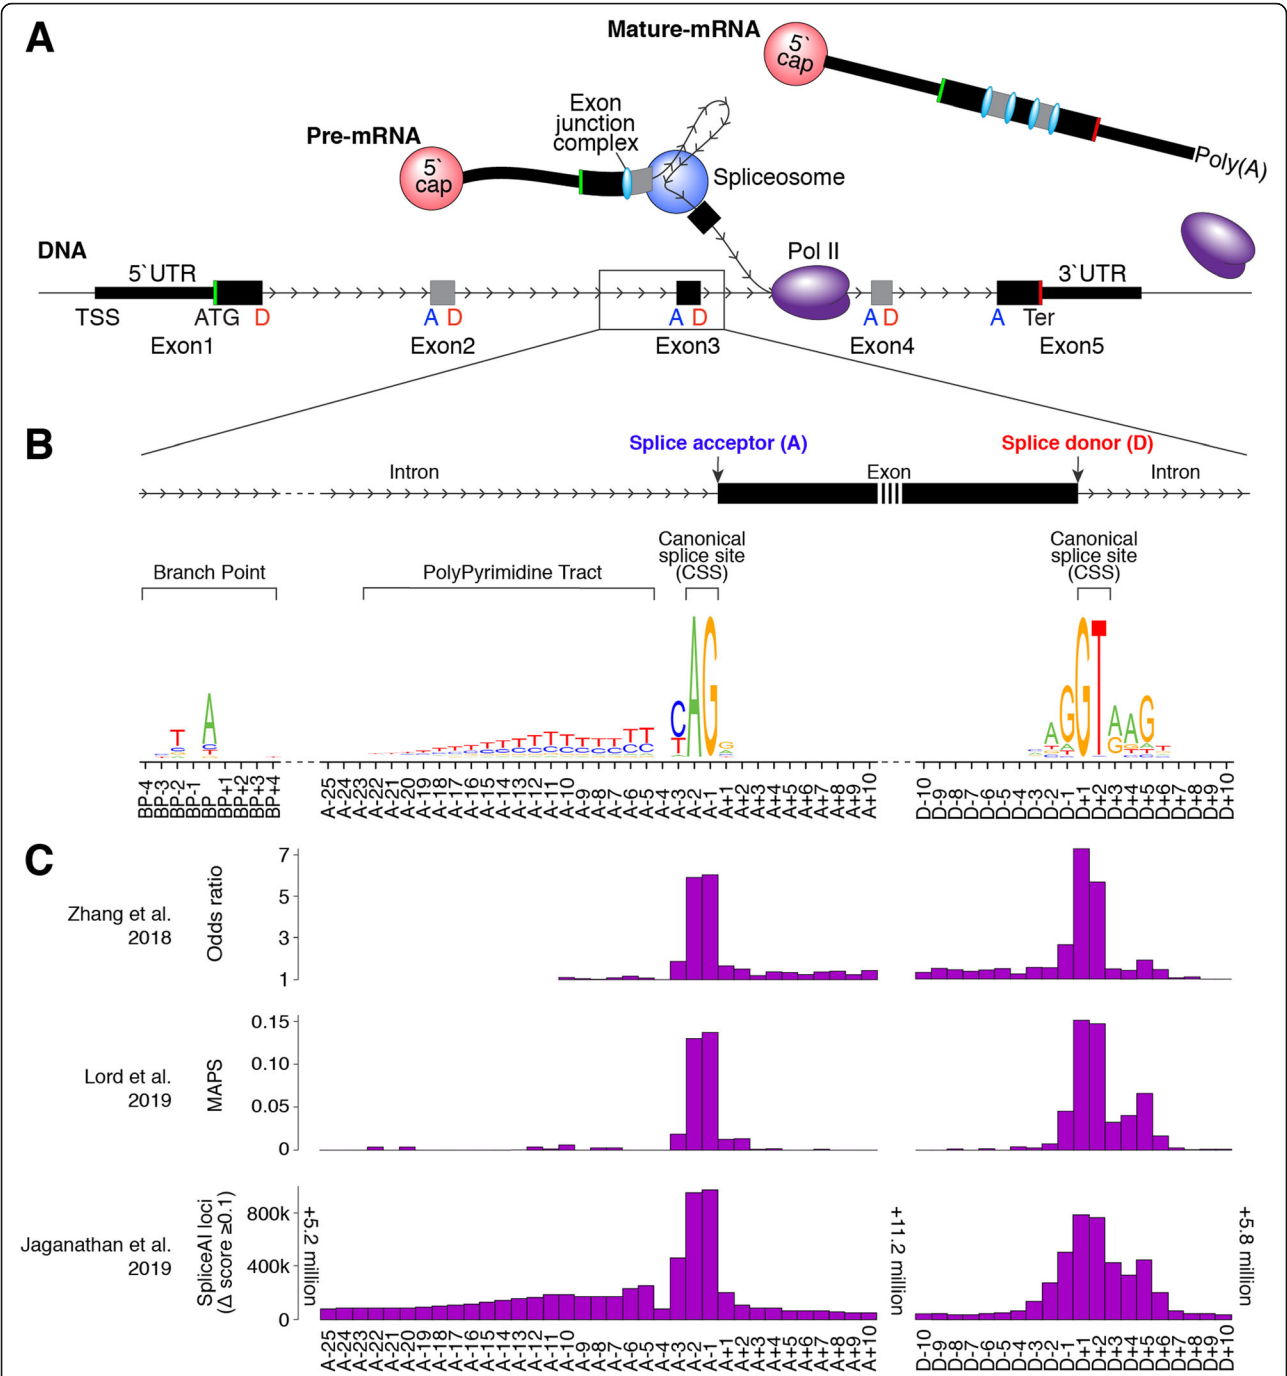 A
Mature-mRNA
5`
cap
Poly(A)
Exon
junction
complex
Pre-mRNA
5`
cap
Spliceosome
DNA
Pol II
5`UTR
3`UTR
TSS
ATG
D
A
D
A
D
A
D
A
Ter
Exon1
Exon2
Exon3
Exon4
Exon5
B
Splice acceptor (A)
Splice donor (D)
Intron
Exon
Intron
Canonical
splice site
(CSS)
Canonical
splice site
(CSS)
Branch Point
PolyPyrimidine Tract
BP-4
BP-3
BP-2
BP-1
BP
BP+1
BP+2
BP+3
BP+4
A-25
A-24
A-23
A-22
A-21
A-20
A-19
A-18
A-17
A-16
A-15
A-14
A-13
A-12
A-11
A-10
A-9
A-8
A-7
A-6
A-5
A-4
A-3
A-2
A-1
A+1
A+2
A+3
A+4
A+5
A+6
A+7
A+8
A+9
A+10
D-10
D-9
D-8
D-7
D-6
D-5
D-4
D-3
D-2
D-1
D+1
D+2
D+3
D+4
D+5
D+6
D+7
D+8
D+9
D+10
C
Zhang et al.
2018
Odds ratio
7
5
3
1
Lord et al.
2019
MAPS
0.15
0.10
0.05
0
Jaganathan et al.
2019
SpliceAI loci
(Δ score ≥0.1)
800k
400k
0
+5.2 million
+11.2 million
+5.8 million
A-25
A-24
A-23
A-22
A-21
A-20
A-19
A-18
A-17
A-16
A-15
A-14
A-13
A-12
A-11
A-10
A-9
A-8
A-7
A-6
A-5
A-4
A-3
A-2
A-1
A+1
A+2
A+3
A+4
A+5
A+6
A+7
A+8
A+9
A+10
D-10
D-9
D-8
D-7
D-6
D-5
D-4
D-3
D-2
D-1
D+1
D+2
D+3
D+4
D+5
D+6
D+7
D+8
D+9
D+10